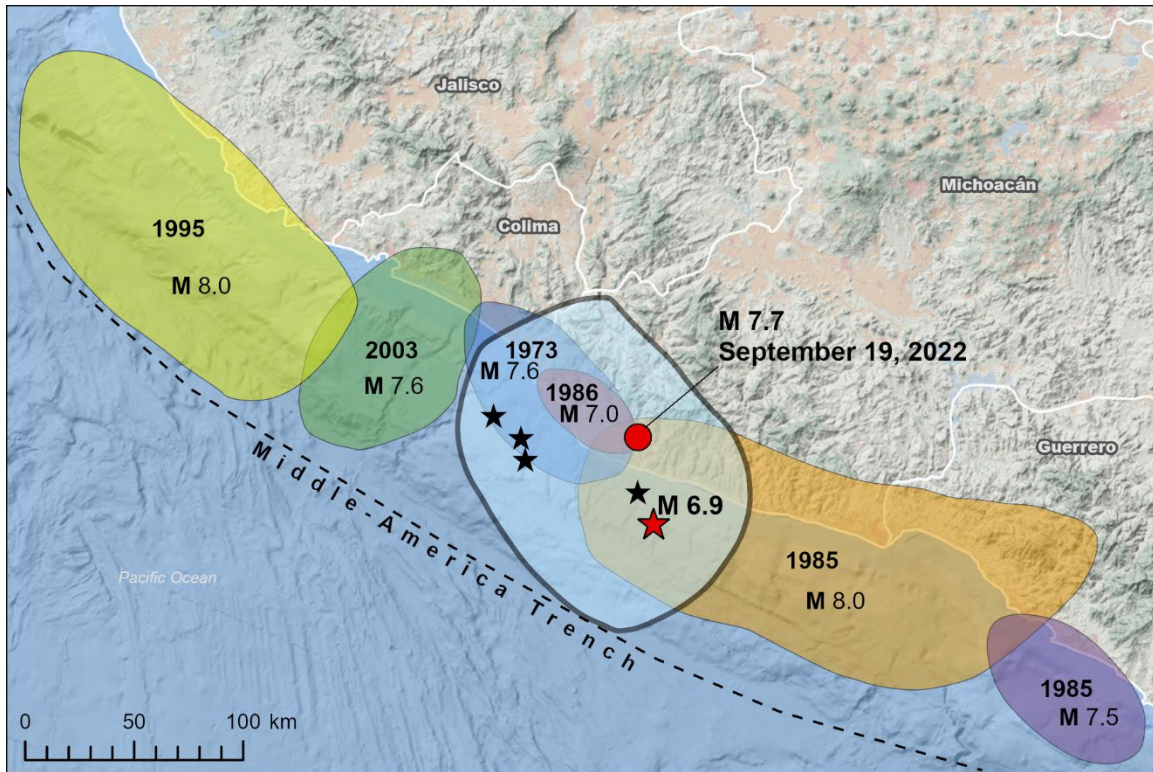 Jalisco
Michoacán
Colima
1995
M 8.0
M 7.7
September 19, 2022
2003
M 7.6
1973
M 7.6
1986
M 7.0
Guerrero
M 6.9
Middle-America Trench
Pacific Ocean
1985
M 8.0
1985
M 7.5
0 50 100 km